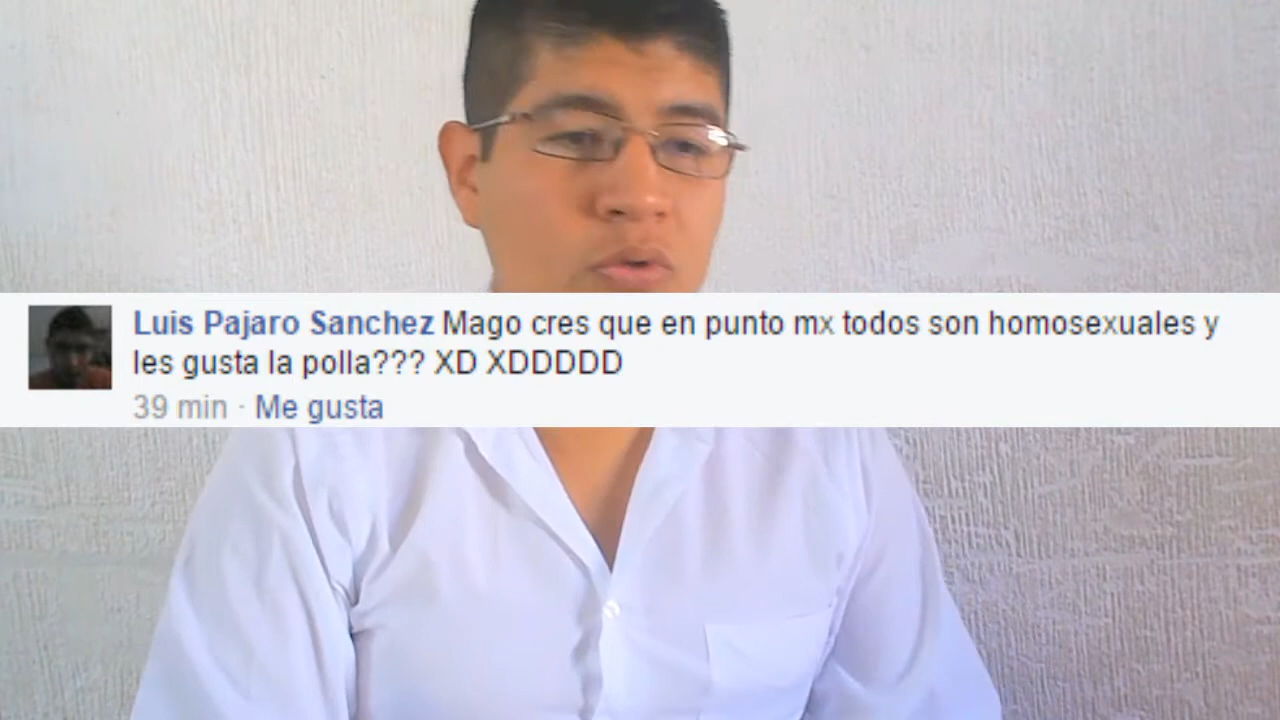 Luis Pajaro Sanchez Mago cres que en punto mx todos son homosexuales y
les gusta la polla??? XD XDDDDD
39 min · Me gusta